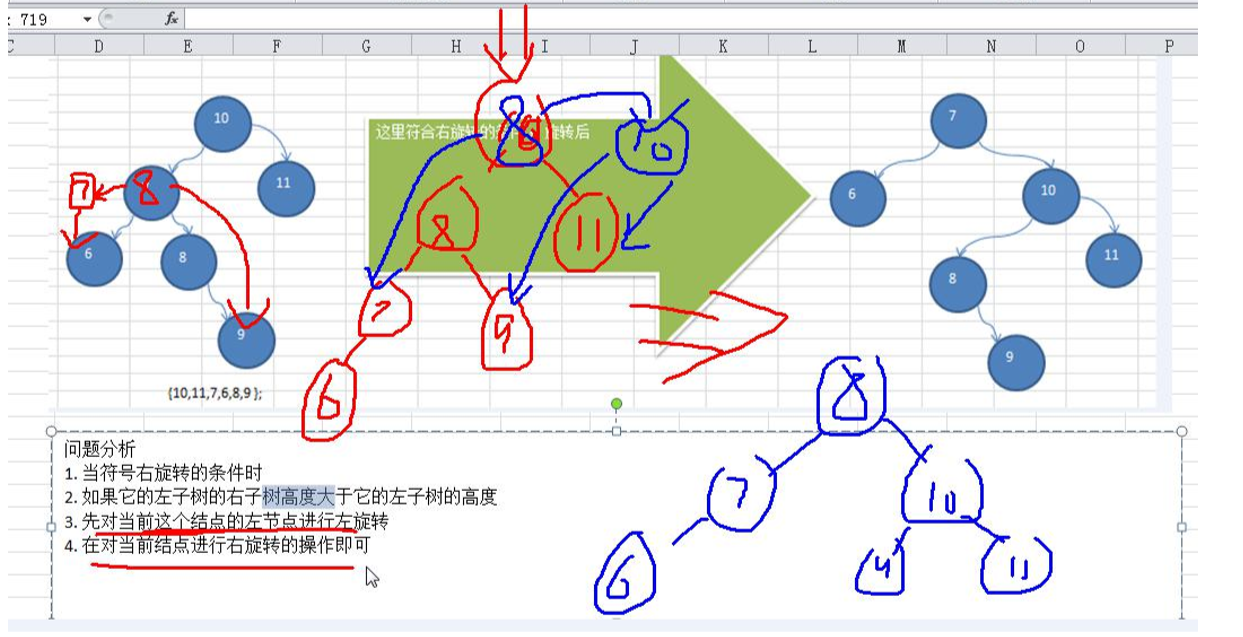 719
fx
C D E F G H I J K L M N O P
10
11
7 8
6 8
9
{10,11,7,6,8,9 };
这里符合右旋转的
旋转后
8
10
8 11
7 9
6
7
6 10
8 11
9
问题分析
1. 当符号右旋转的条件时
2. 如果它的左子树的右子树高度大于它的左子树的高度
3. 先对当前这个结点的左节点进行左旋转
4. 在对当前结点进行右旋转的操作即可
8
7 10
6 9 11